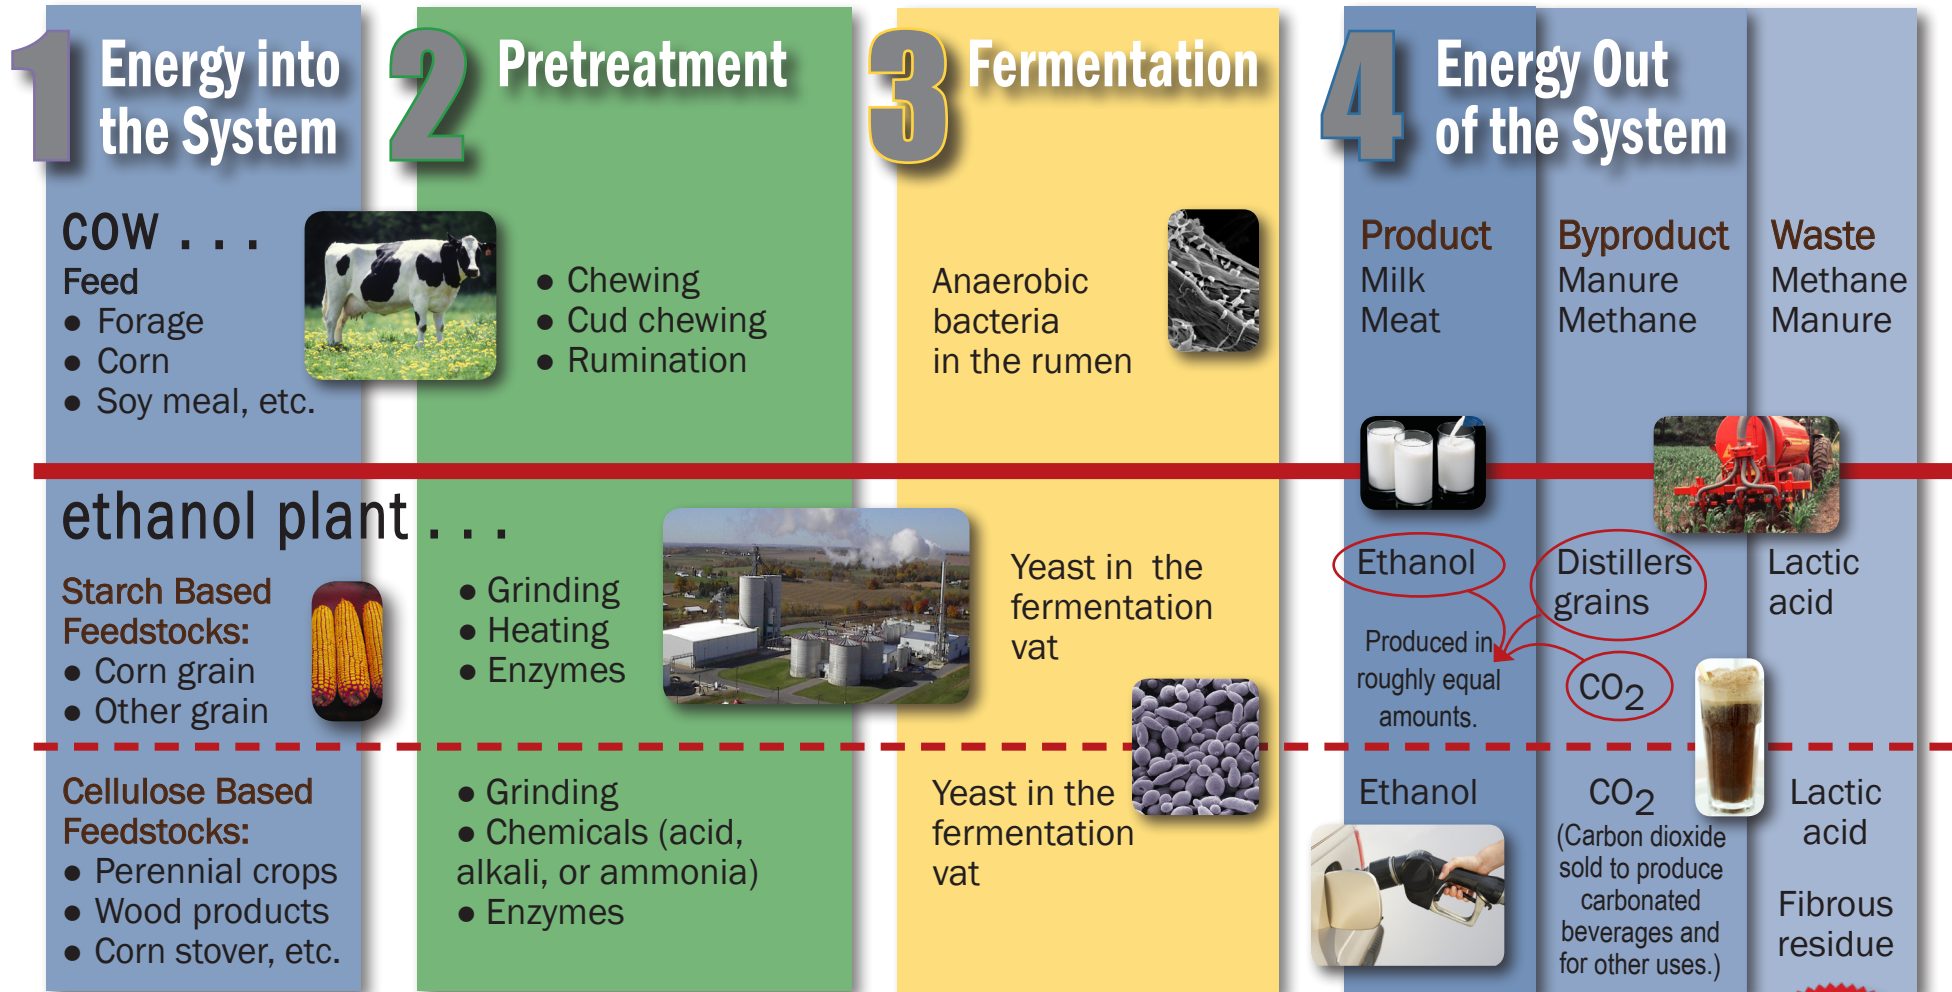 1 Energy into
the System
2 Pretreatment
3 Fermentation
4 Energy Out
of the System
cow . . .
Feed
● Forage
● Corn
● Soy meal, etc.
● Chewing
● Cud chewing
● Rumination
Anaerobic
bacteria
in the rumen
Product
Milk
Meat
Byproduct
Manure
Methane
Waste
Methane
Manure
ethanol plant . . .
Starch Based
Feedstocks:
● Corn grain
● Other grain
● Grinding
● Heating
● Enzymes
Yeast in the
fermentation
vat
Ethanol
Distillers
grains
CO2
Produced in
roughly equal
amounts.
Lactic
acid
Cellulose Based
Feedstocks:
● Perennial crops
● Wood products
● Corn stover, etc.
● Grinding
● Chemicals (acid,
alkali, or ammonia)
● Enzymes
Yeast in the
fermentation
vat
Ethanol
CO2
(Carbon dioxide
sold to produce
carbonated
beverages and
for other uses.)
Lactic
acid
Fibrous
residue